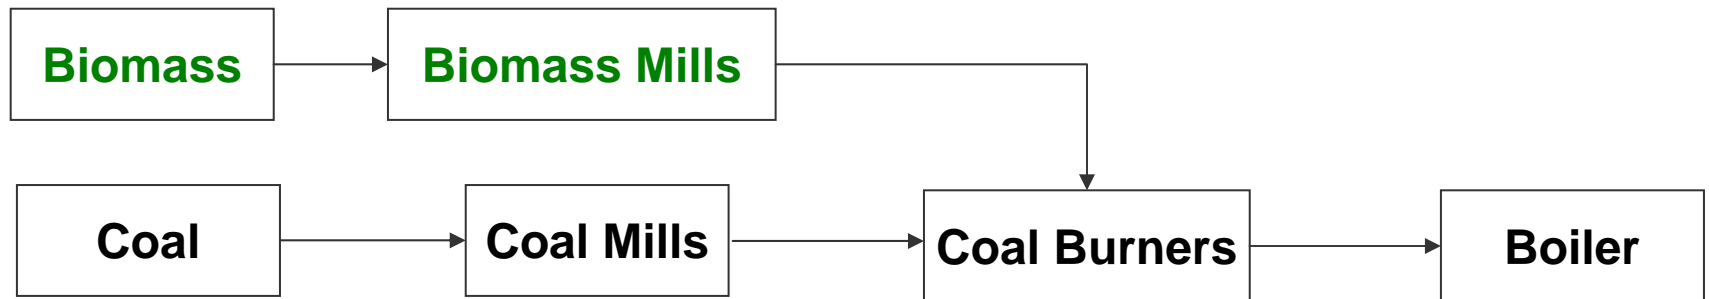 Biomass
Biomass Mills
Coal
Coal Mills
Coal Burners
Boiler